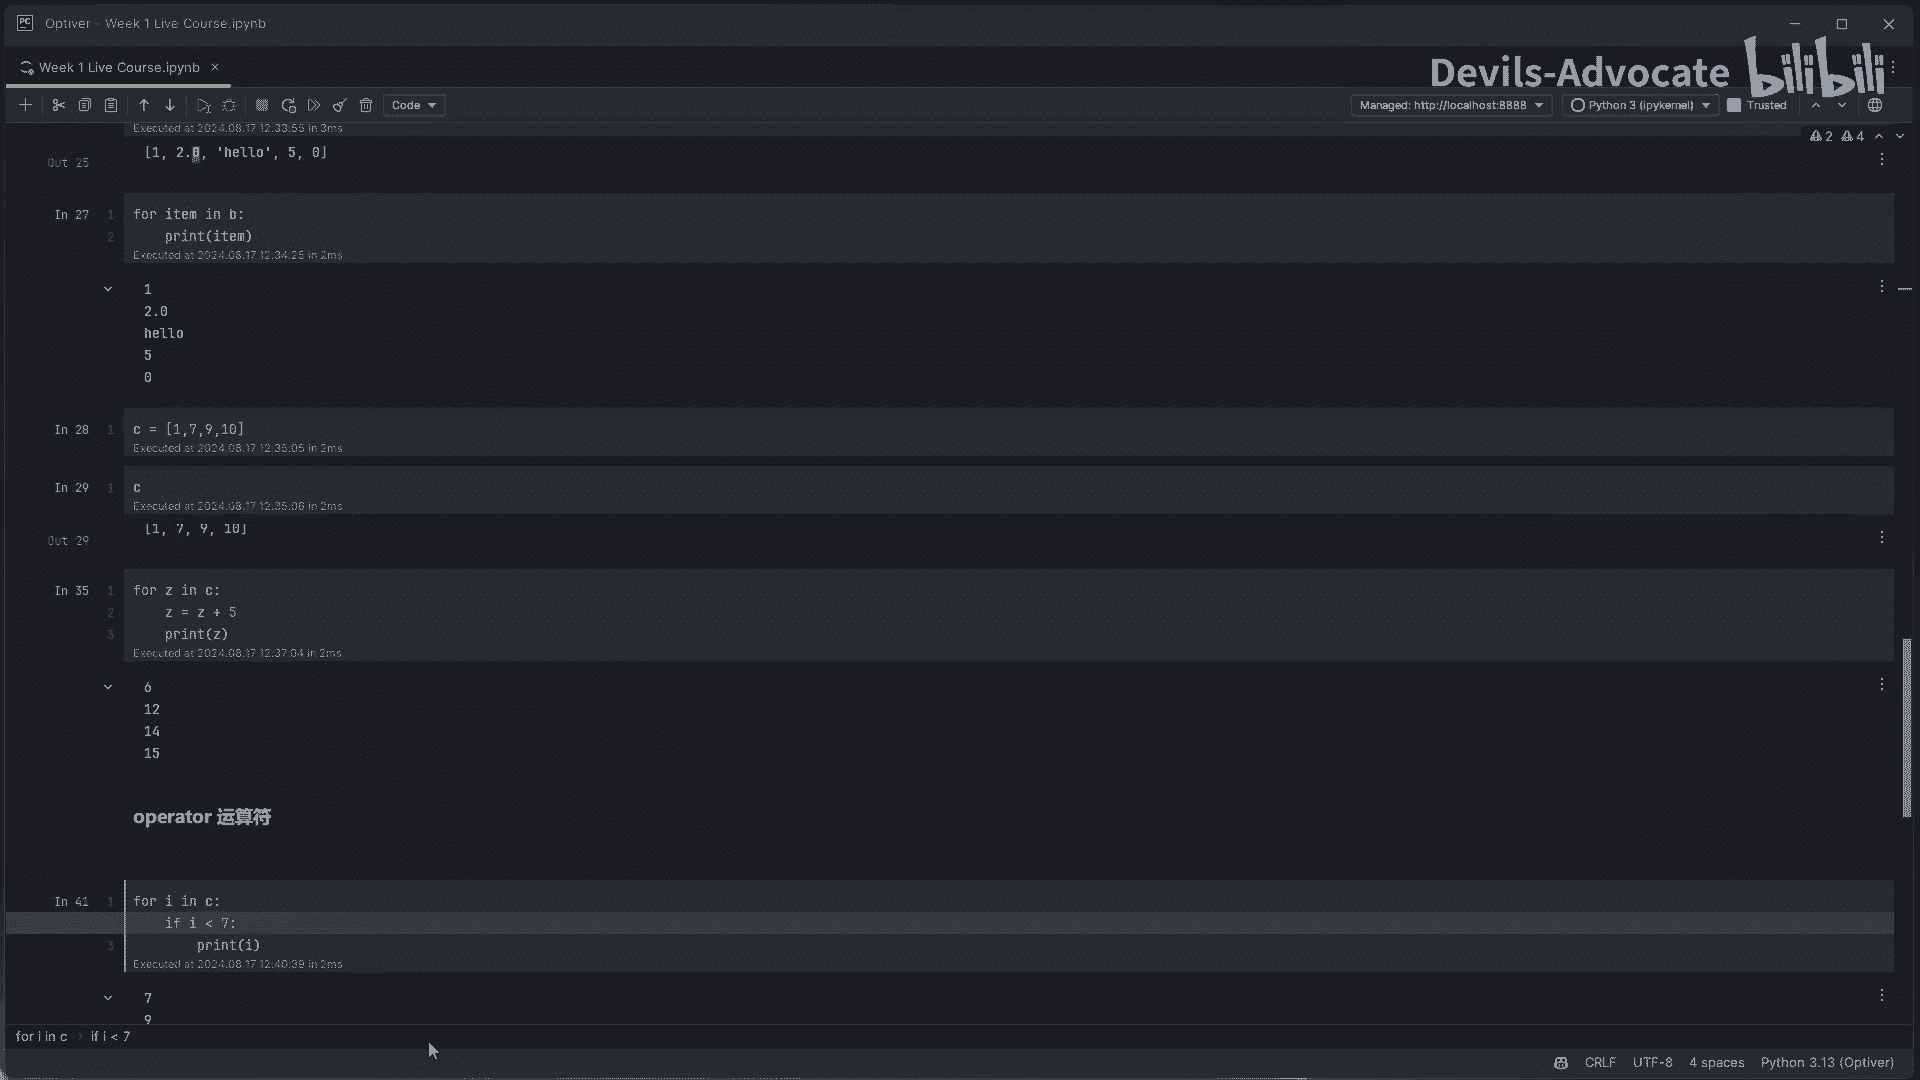 Optiver - Week 1 Live Course.ipynb
Week 1 Live Course.ipynb
Devils-Advocate bilibili
Code
Managed: http://localhost:8888
Python 3 (ipykernel)
Trusted
Executed at 2024.08.17 12:33:55 in 3ms
2 4
[1, 2.0, 'hello', 5, 0]
Out 25
In 27
1 for item in b:
2 print(item)
Executed at 2024.08.17 12:34:25 in 2ms
1
2.0
hello
5
0
In 28
1 c = [1,7,9,10]
Executed at 2024.08.17 12:35:05 in 2ms
In 29
1 c
Executed at 2024.08.17 12:35:06 in 2ms
[1, 7, 9, 10]
Out 29
In 35
1 for z in c:
2 z = z + 5
3 print(z)
Executed at 2024.08.17 12:37:04 in 2ms
6
12
14
15
operator 运算符
In 41
1 for i in c:
if i < 7:
3 print(i)
Executed at 2024.08.17 12:40:39 in 2ms
7
9
for i in c › if i < 7
CRLF UTF-8 4 spaces Python 3.13 (Optiver)